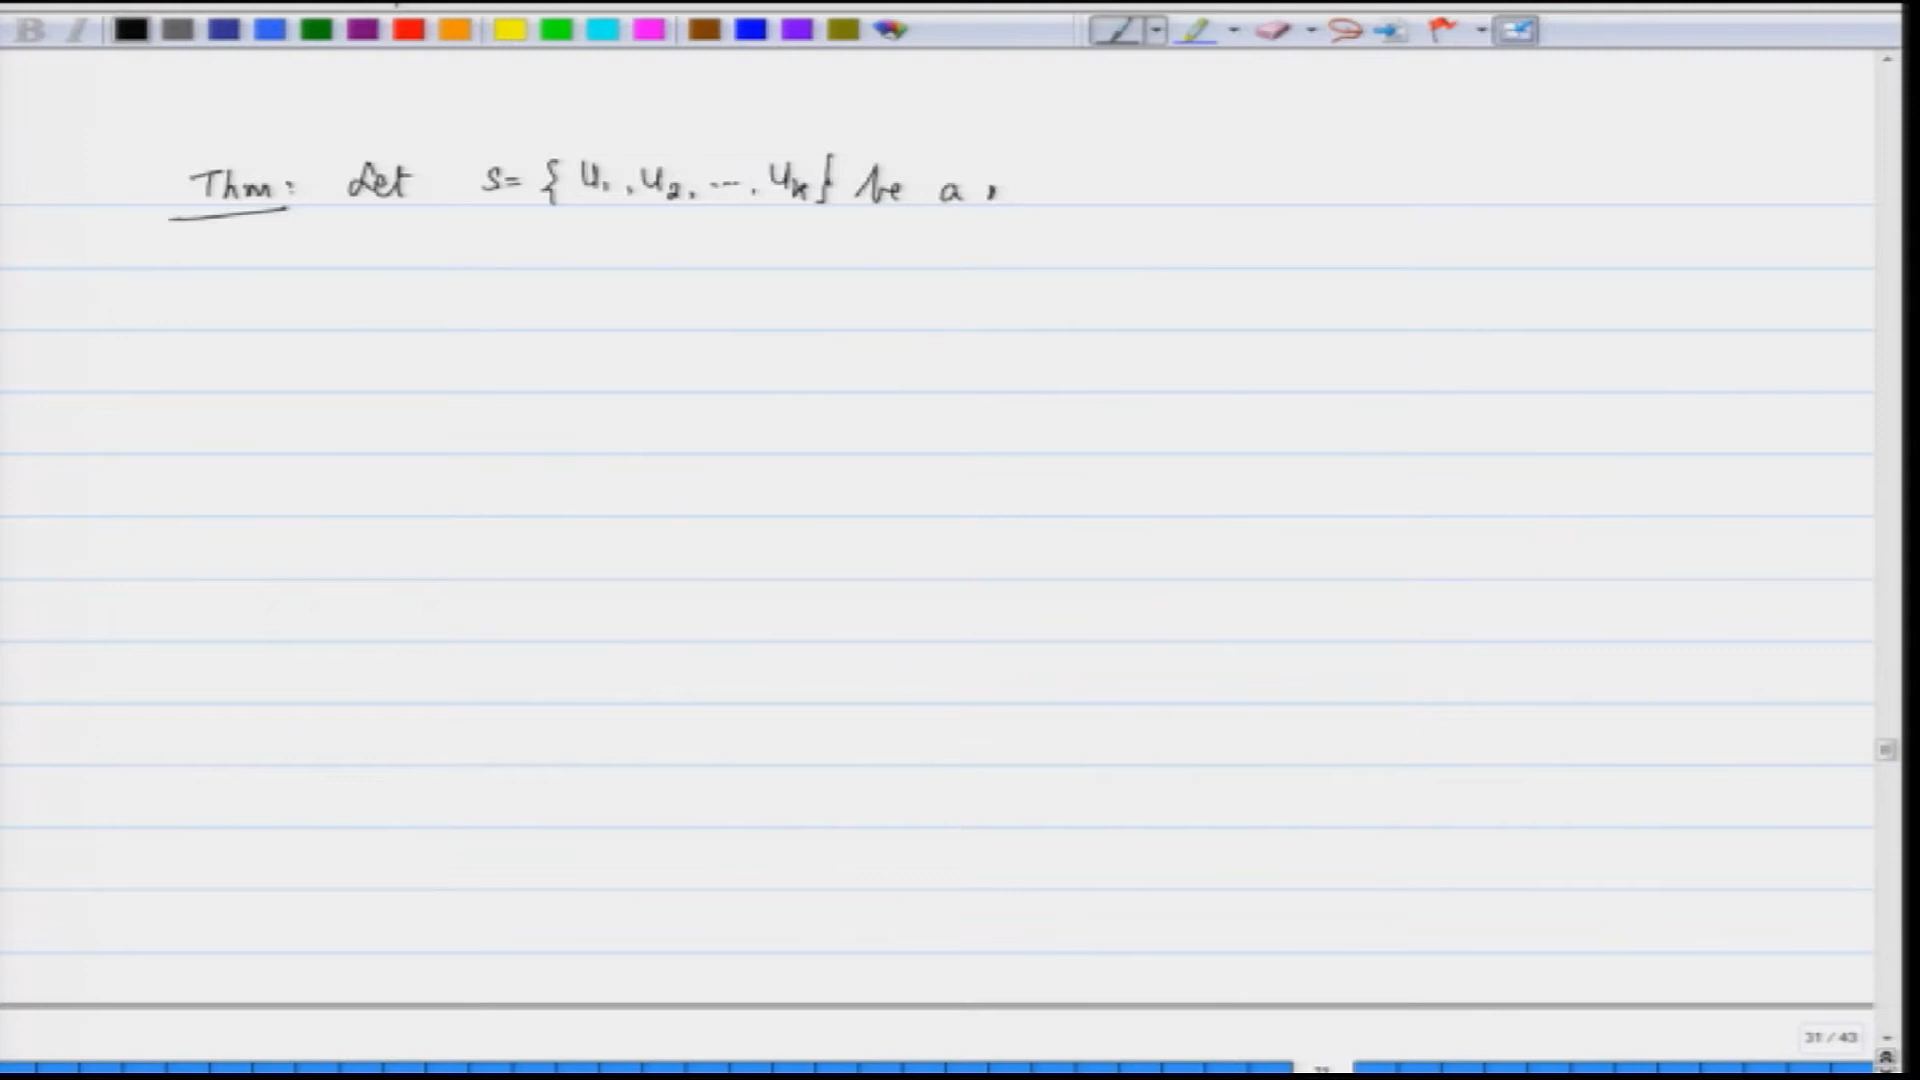 B I
Thm: Let S = { u₁, u₂, ..., uₖ } be a
31 / 43